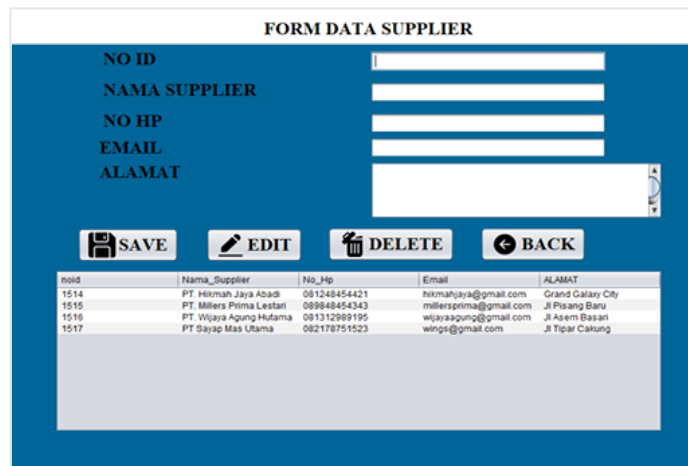 FORM DATA SUPPLIER
NO ID
NAMA SUPPLIER
NO HP
EMAIL
ALAMAT
SAVE EDIT DELETE BACK
noid Nama_Supplier No_Hp Email ALAMAT
1514 PT. Hikmah Jaya Abadi 081248454421 hikmahjaya@gmail.com Grand Galaxy City
1515 PT. Millers Prima Lestari 089848454343 millersprima@gmail.com Jl Pisang Baru
1516 PT. Wijaya Agung Hutama 081312989195 wijayaagung@gmail.com Jl Asem Basari
1517 PT Sayap Mas Utama 082178751523 wings@gmail.com Jl Tipar Cakung